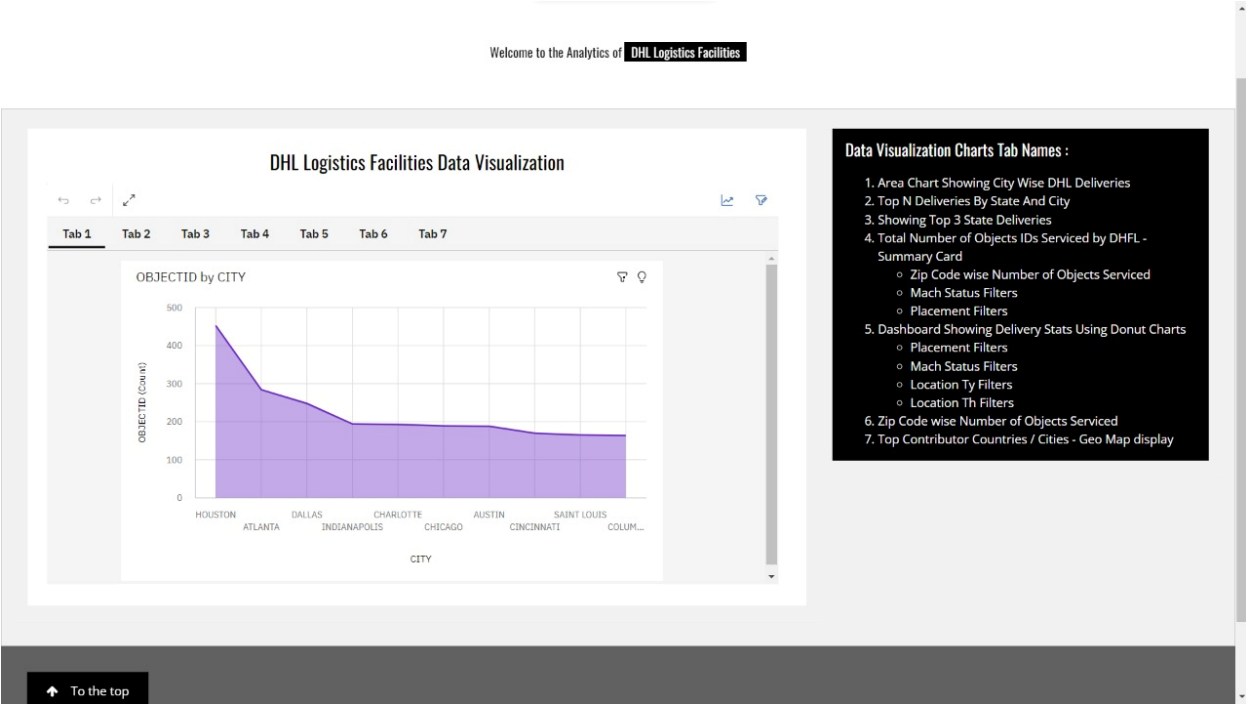 Welcome to the Analytics of DHL Logistics Facilities
DHL Logistics Facilities Data Visualization
Tab 1 Tab 2 Tab 3 Tab 4 Tab 5 Tab 6 Tab 7
OBJECTID by CITY
500
400
300
200
100
0
OBJECTID (Count)
HOUSTON DALLAS CHARLOTTE AUSTIN SAINT LOUIS
ATLANTA INDIANAPOLIS CHICAGO CINCINNATI COLUM...
CITY
Data Visualization Charts Tab Names :
1. Area Chart Showing City Wise DHL Deliveries
2. Top N Deliveries By State And City
3. Showing Top 3 State Deliveries
4. Total Number of Objects IDs Serviced by DHFL -
Summary Card
Zip Code wise Number of Objects Serviced
Mach Status Filters
Placement Filters
5. Dashboard Showing Delivery Stats Using Donut Charts
Placement Filters
Mach Status Filters
Location Ty Filters
Location Th Filters
6. Zip Code wise Number of Objects Serviced
7. Top Contributor Countries / Cities - Geo Map display
To the top